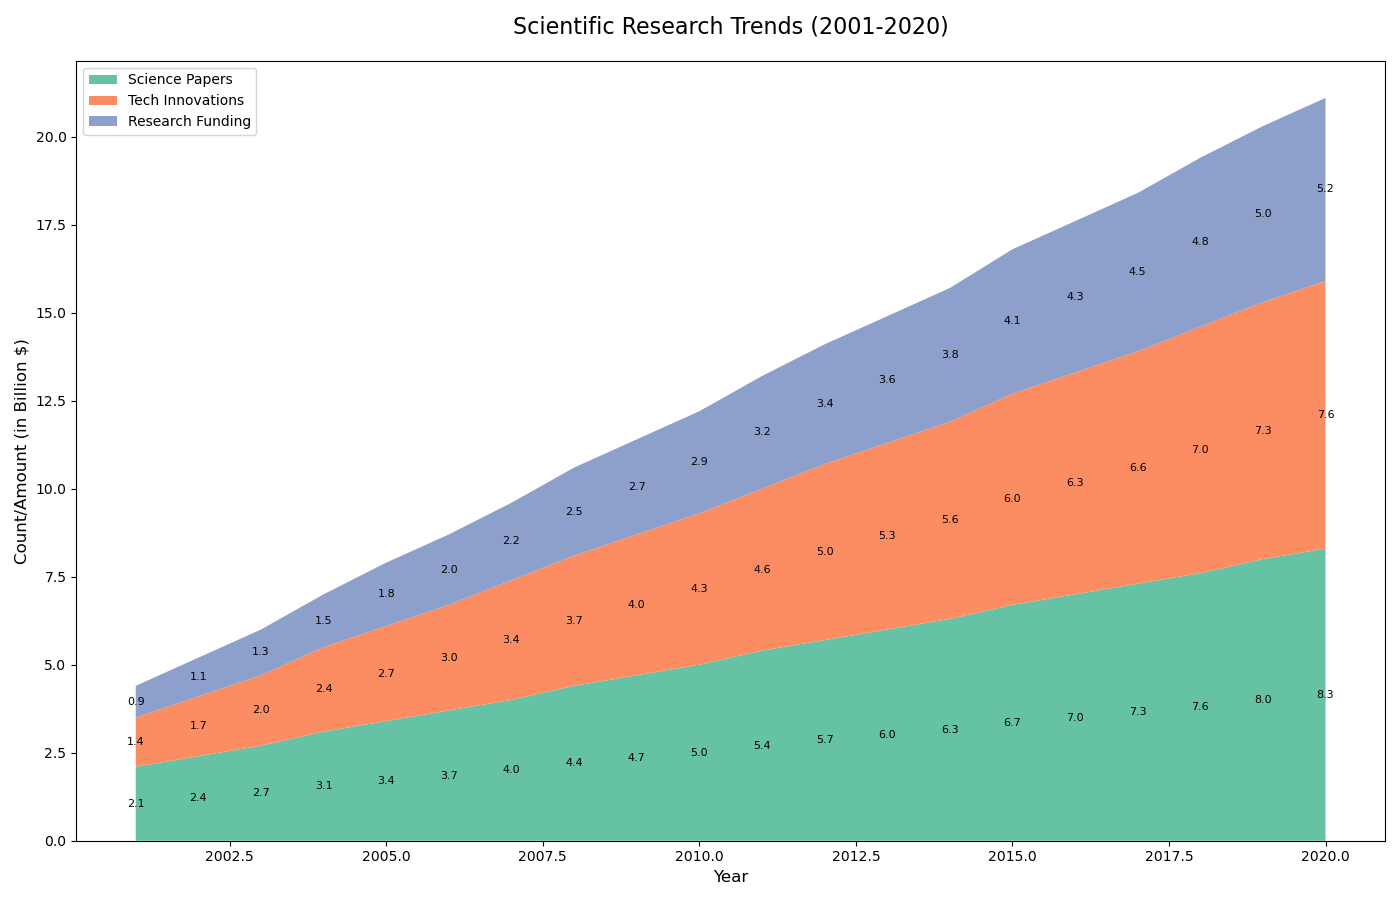 Scientific Research Trends (2001-2020)
Science Papers
Tech Innovations
Research Funding
Count/Amount (in Billion $)
20.0
17.5
15.0
12.5
10.0
7.5
5.0
2.5
0.0
0.9 1.1 1.3 1.5 1.8 2.0 2.2 2.5 2.7 2.9 3.2 3.4 3.6 3.8 4.1 4.3 4.5 4.8 5.0 5.2
1.4 1.7 2.0 2.4 2.7 3.0 3.4 3.7 4.0 4.3 4.6 5.0 5.3 5.6 6.0 6.3 6.6 7.0 7.3 7.6
2.1 2.4 2.7 3.1 3.4 3.7 4.0 4.4 4.7 5.0 5.4 5.7 6.0 6.3 6.7 7.0 7.3 7.6 8.0 8.3
2002.5 2005.0 2007.5 2010.0 2012.5 2015.0 2017.5 2020.0
Year